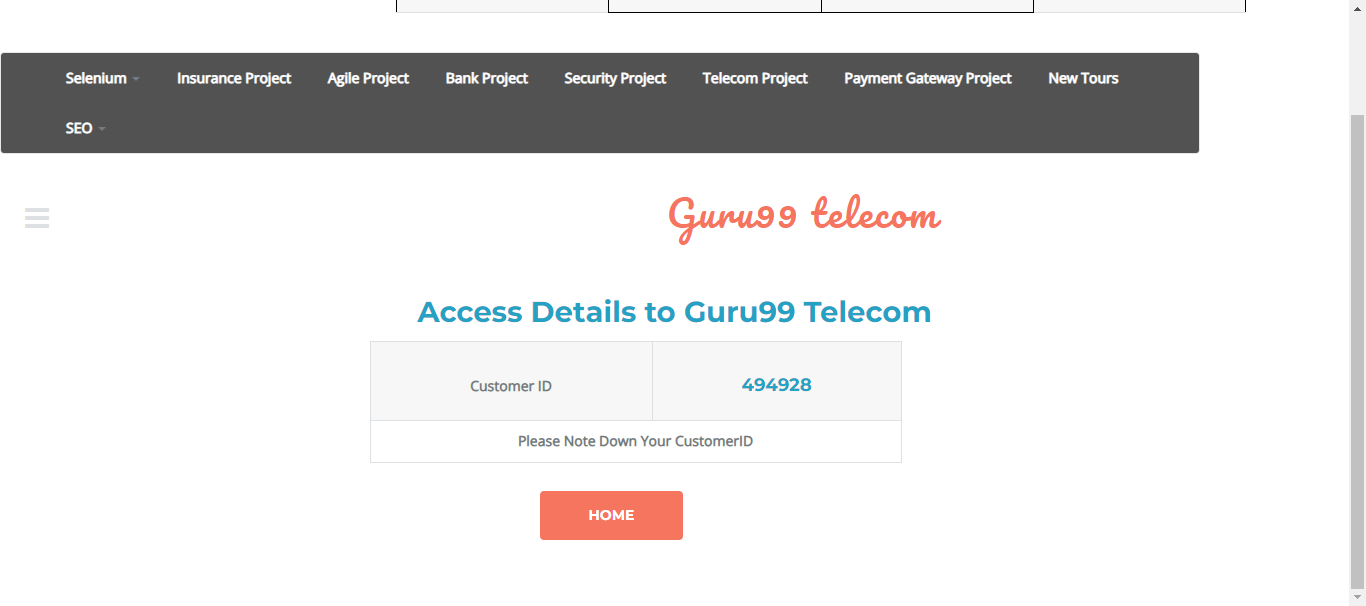 Selenium Insurance Project Agile Project Bank Project Security Project Telecom Project Payment Gateway Project New Tours
SEO
Guru99 telecom
Access Details to Guru99 Telecom
Customer ID 494928
Please Note Down Your CustomerID
HOME